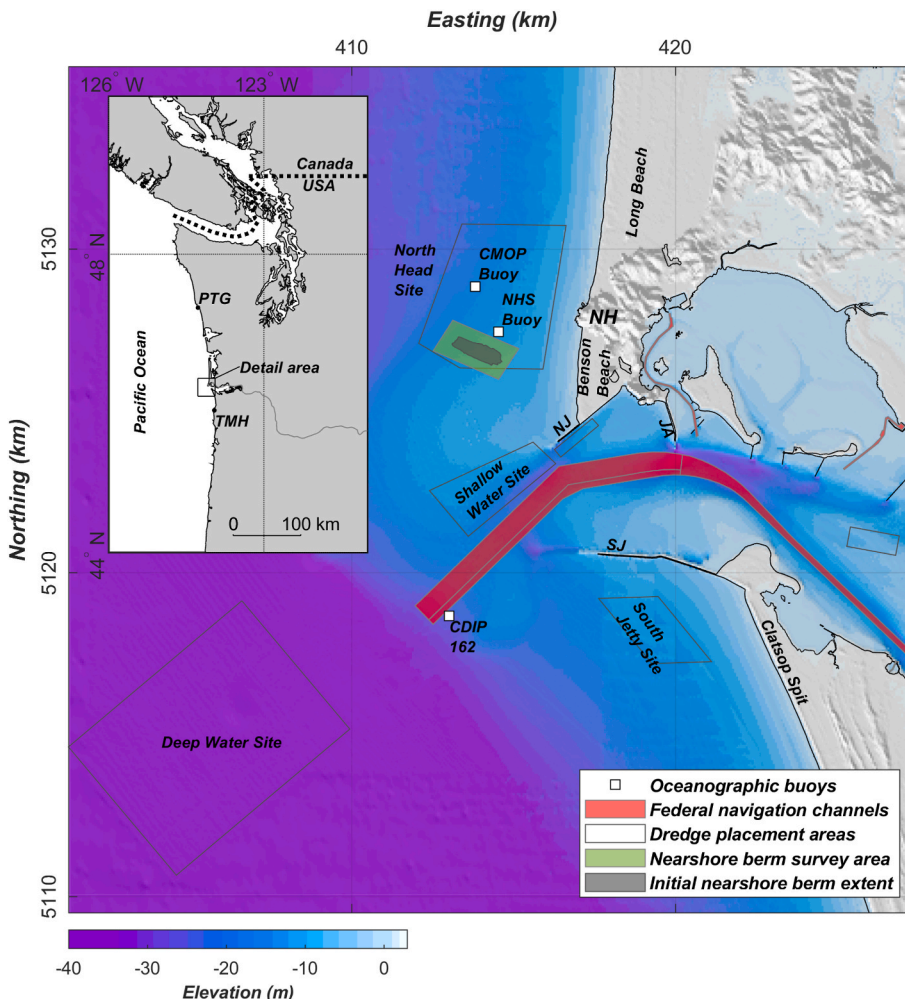 Easting (km)
410
420
126° W
123° W
Canada
USA
48° N
PTG
Pacific Ocean
Detail area
TMH
0
100 km
44° N
Northing (km)
5130
5120
5110
Long Beach
North
Head
Site
CMOP
Buoy
NHS
Buoy
NH
Benson
Beach
NJ
JA
Shallow
Water Site
SJ
CDIP
162
South
Jetty Site
Clatsop Spit
Deep Water Site
Oceanographic buoys
Federal navigation channels
Dredge placement areas
Nearshore berm survey area
Initial nearshore berm extent
-40
-30
-20
-10
0
Elevation (m)